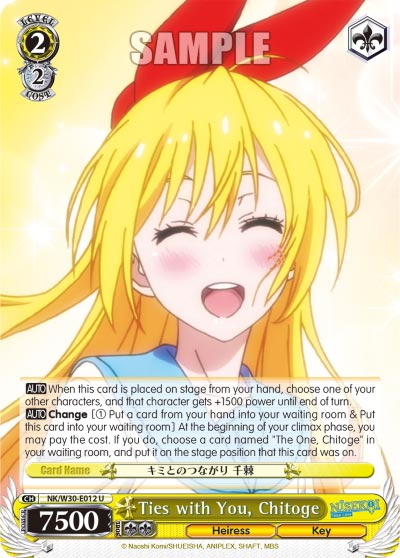 SAMPLE
LEVEL
2
2
COST
AUTO When this card is placed on stage from your hand, choose one of your
other characters, and that character gets +1500 power until end of turn.
AUTO Change [① Put a card from your hand into your waiting room & Put
this card into your waiting room] At the beginning of your climax phase, you
may pay the cost. If you do, choose a card named "The One, Chitoge" in
your waiting room, and put it on the stage position that this card was on.
Card Name
キミとのつながり 千棘
CH NK/W30-E012 U
7500
Ties with You, Chitoge
NISEKOI
Heiress
Key
© Naoshi Komi/SHUEISHA, ANIPLEX, SHAFT, MBS